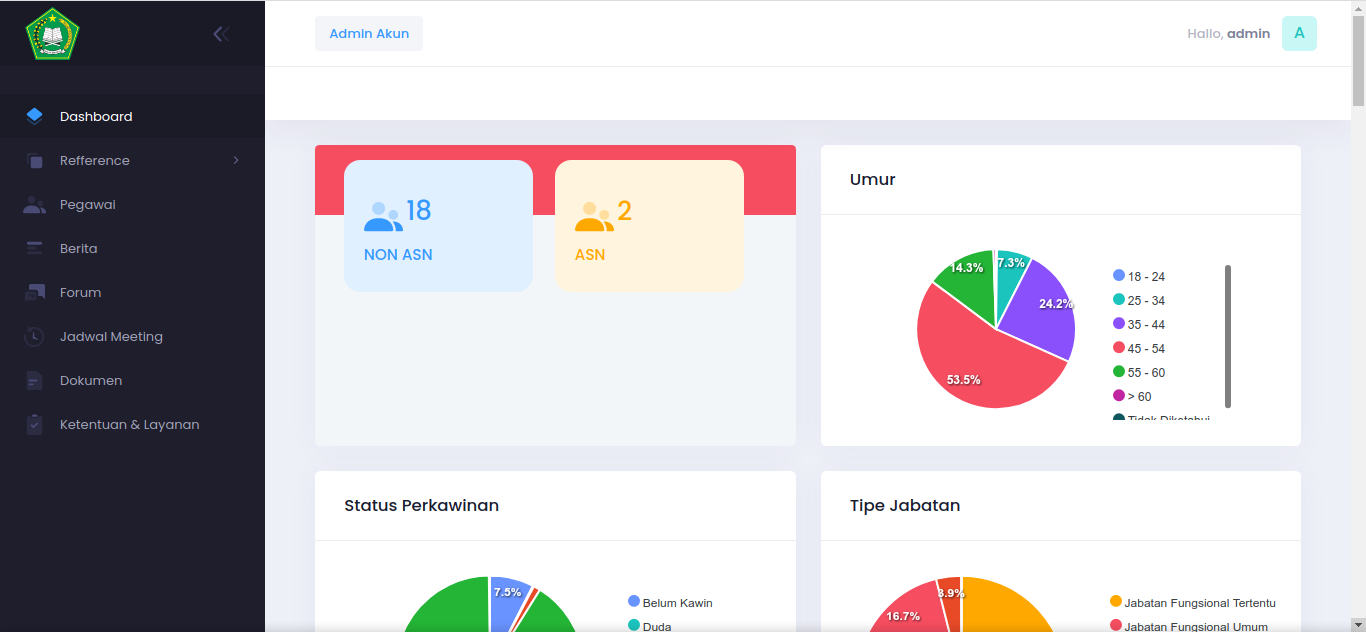 Admin Akun
Hallo, admin
A
Dashboard
Refference
Pegawai
Berita
Forum
Jadwal Meeting
Dokumen
Ketentuan & Layanan
18
NON ASN
2
ASN
Umur
14.3%
7.3%
24.2%
53.5%
18 - 24
25 - 34
35 - 44
45 - 54
55 - 60
> 60
Tidak Diketahui
Status Perkawinan
7.5%
Belum Kawin
Duda
Tipe Jabatan
3.9%
16.7%
Jabatan Fungsional Tertentu
Jabatan Fungsional Umum